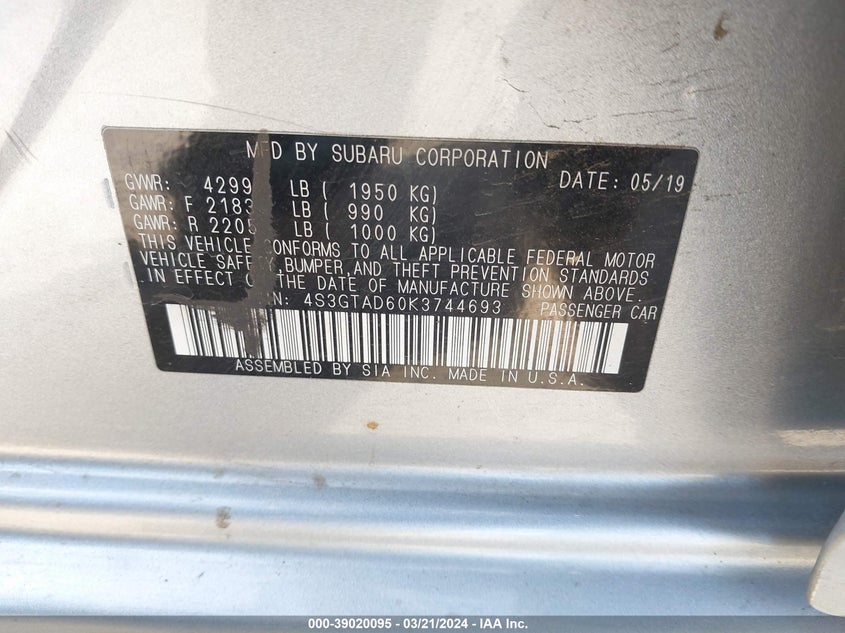 MFD BY SUBARU CORPORATION
DATE: 05/19
GVWR: 4299 LB ( 1950 KG)
GAWR: F 2183 LB ( 990 KG)
GAWR: R 2205 LB ( 1000 KG)
THIS VEHICLE CONFORMS TO ALL APPLICABLE FEDERAL MOTOR
VEHICLE SAFETY,BUMPER,AND THEFT PREVENTION STANDARDS
IN EFFECT ON THE DATE OF MANUFACTURE SHOWN ABOVE.
4S3GTAD60K3744693 PASSENGER CAR
ASSEMBLED BY SIA INC. MADE IN U.S.A.
000-39020095 - 03/21/2024 - IAA Inc.